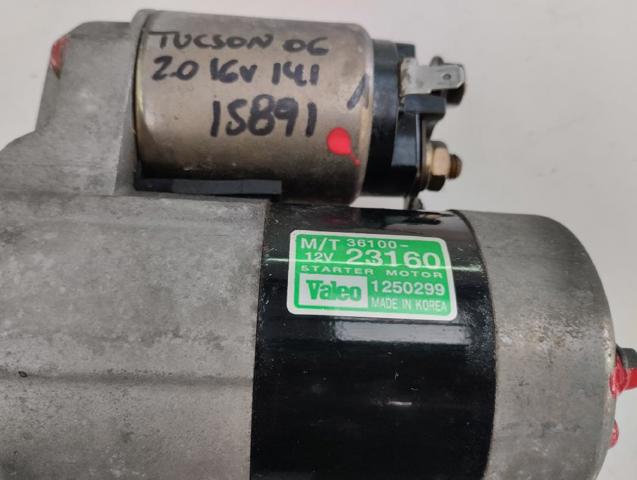 TUCSON 06
2.0 16V 141
15891
M/T 36100-
12V 23160
STARTER MOTOR
Valeo 1250299
MADE IN KOREA